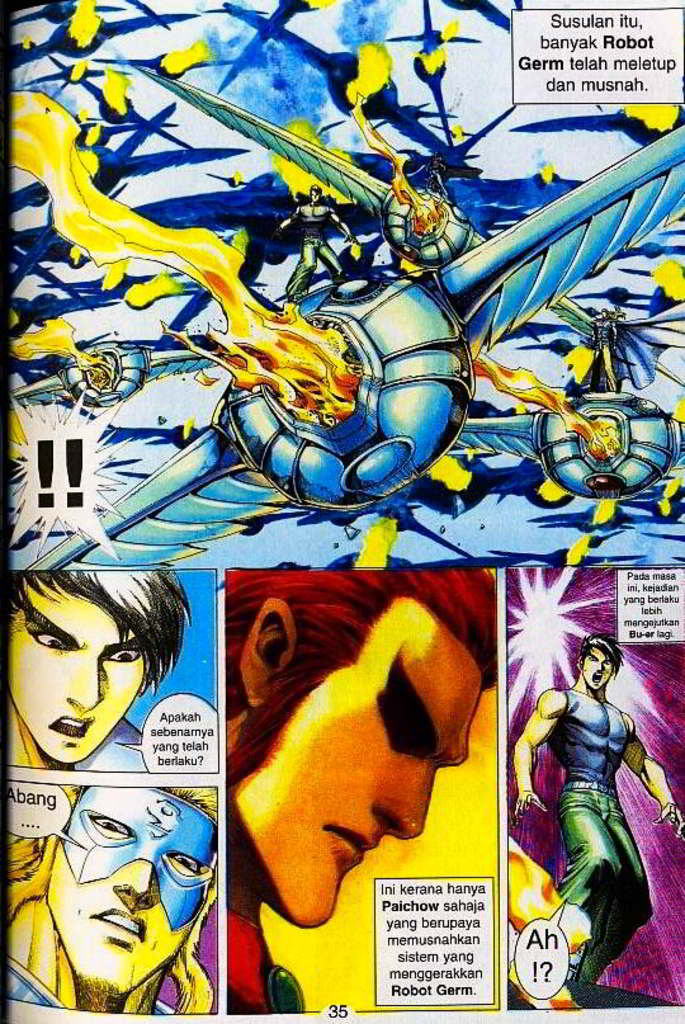 Susulan itu,
banyak Robot
Germ telah meletup
dan musnah.
!!
Apakah
sebenarnya
yang telah
berlaku?
Abang
....
Ini kerana hanya
Paichow sahaja
yang berupaya
memusnahkan
sistem yang
menggerakkan
Robot Germ.
Pada masa
ini, kejadian
yang berlaku
lebih
mengejutkan
Bu-er lagi.
Ah
!?
35